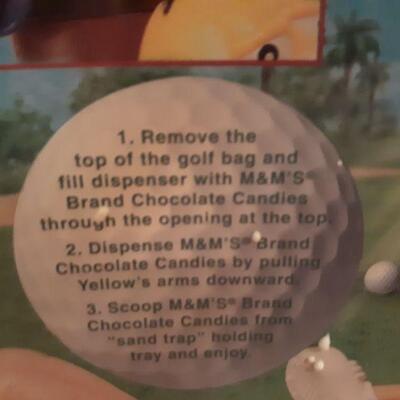 1. Remove the
top of the golf bag and
fill dispenser with M&M'S®
Brand Chocolate Candies
through the opening at the top.
2. Dispense M&M'S® Brand
Chocolate Candies by pulling
Yellow's arms downward.
3. Scoop M&M'S® Brand
Chocolate Candies from
"sand trap" holding
tray and enjoy.